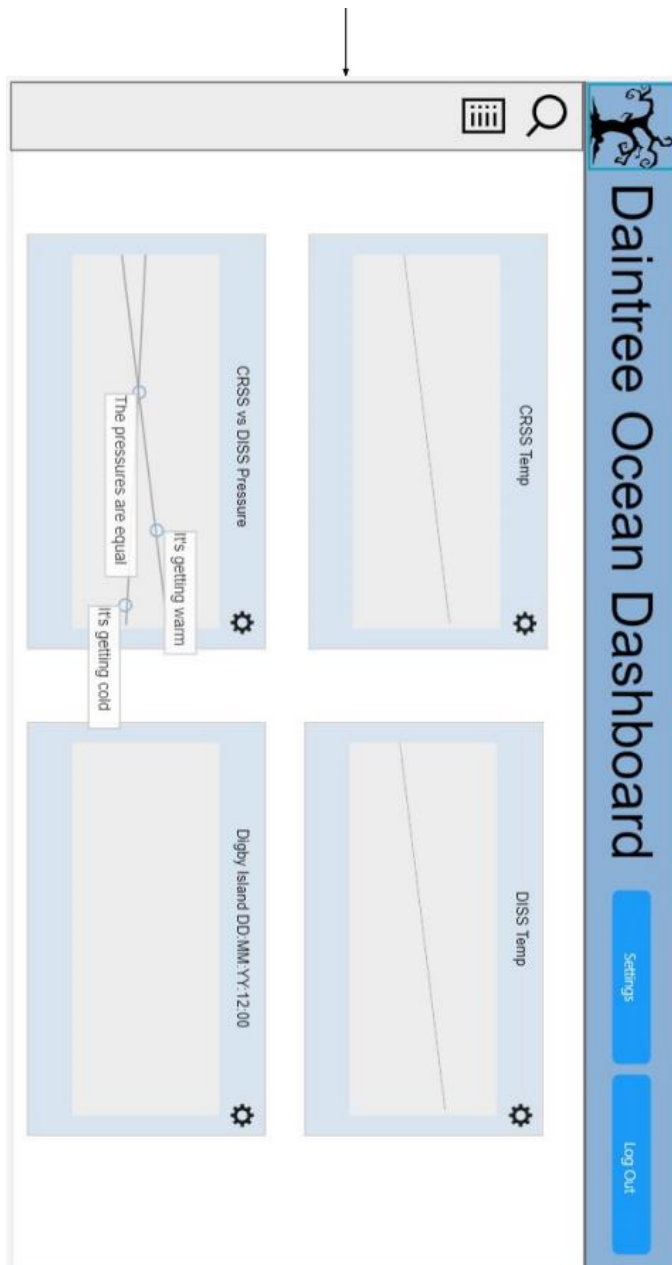 Daintree Ocean Dashboard
Settings
Log Out
CRSS Temp
DISS Temp
CRSS vs DISS Pressure
It's getting warm
The pressures are equal
It's getting cold
Digby Island DD:MM:YY:12:00